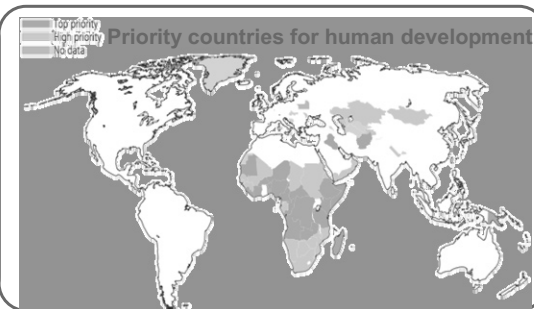 Top priority
High priority
No data
Priority countries for human development